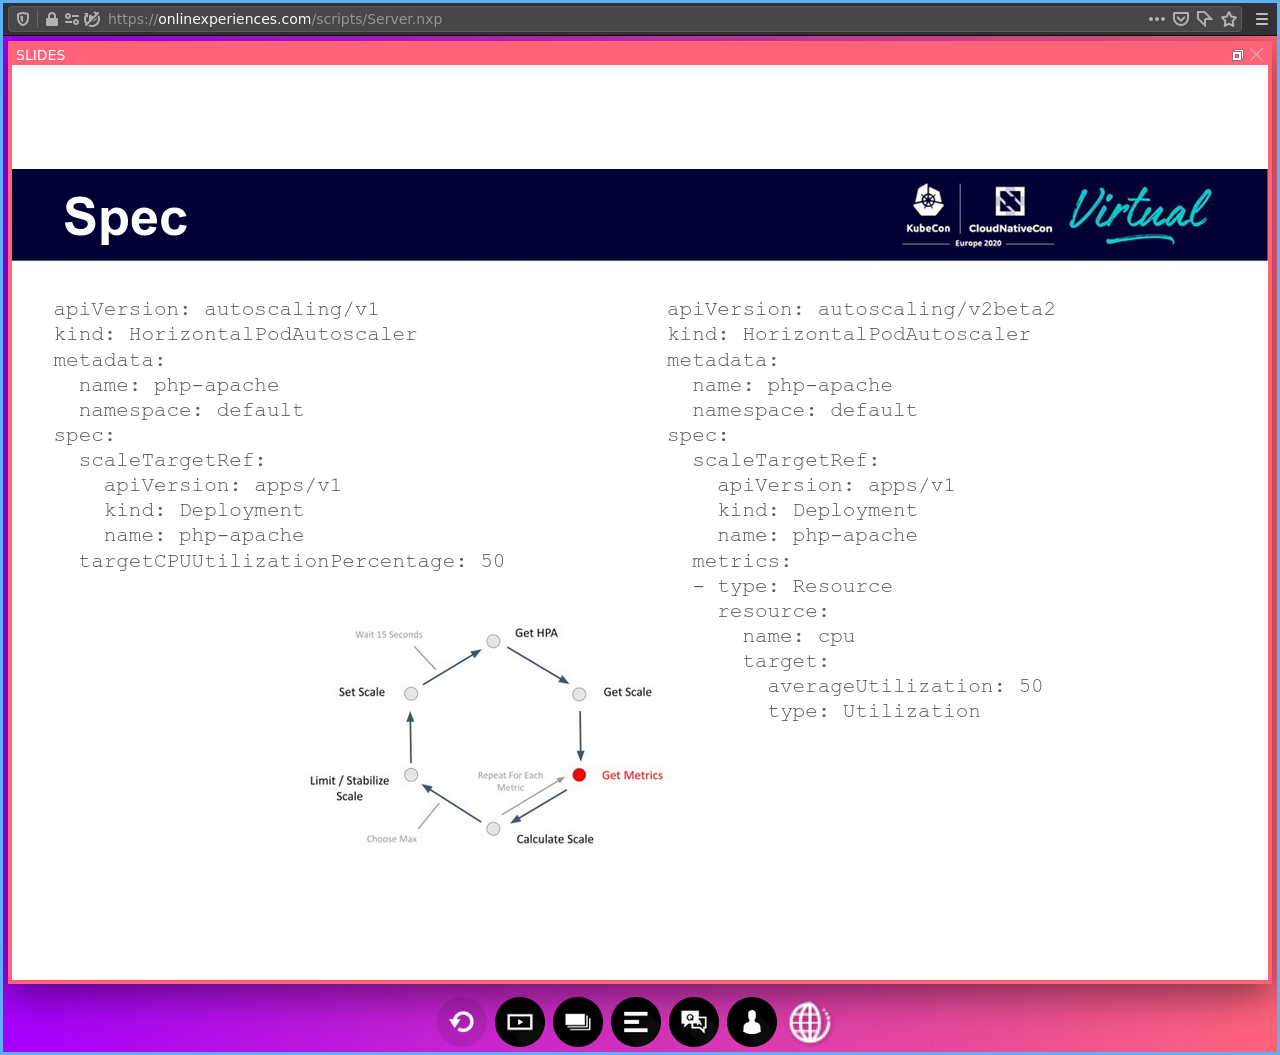 https://onlinexperiences.com/scripts/Server.nxp
SLIDES
Spec
KubeCon
CloudNativeCon
Europe 2020
Virtual
apiVersion: autoscaling/v1
kind: HorizontalPodAutoscaler
metadata:
  name: php-apache
  namespace: default
spec:
  scaleTargetRef:
    apiVersion: apps/v1
    kind: Deployment
    name: php-apache
  targetCPUUtilizationPercentage: 50
apiVersion: autoscaling/v2beta2
kind: HorizontalPodAutoscaler
metadata:
  name: php-apache
  namespace: default
spec:
  scaleTargetRef:
    apiVersion: apps/v1
    kind: Deployment
    name: php-apache
  metrics:
  - type: Resource
    resource:
      name: cpu
      target:
        averageUtilization: 50
        type: Utilization
Wait 15 Seconds
Get HPA
Set Scale
Get Scale
Limit / Stabilize
Scale
Repeat For Each
Metric
Get Metrics
Choose Max
Calculate Scale